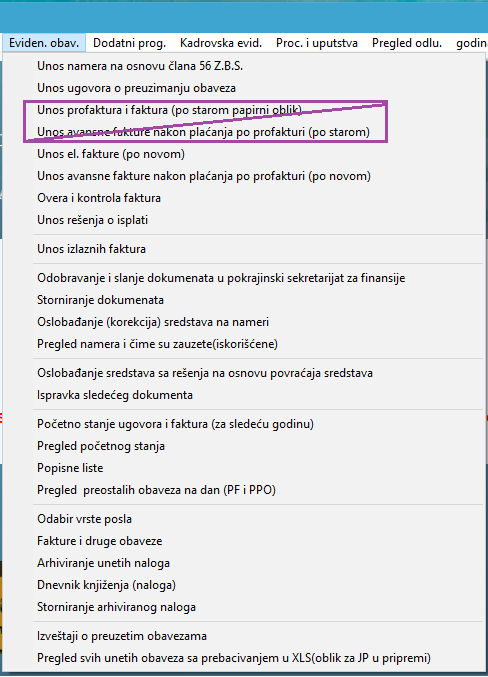 Eviden. obav. Dodatni prog. Kadrovska evid. Proc. i uputstva Pregled odlu. godin
Unos namera na osnovu člana 56 Z.B.S.
Unos ugovora o preuzimanju obaveza
Unos profaktura i faktura (po starom papirni oblik)
Unos avansne fakture nakon plaćanja po profakturi (po starom)
Unos el. fakture (po novom)
Unos avansne fakture nakon plaćanja po profakturi (po novom)
Overa i kontrola faktura
Unos rešenja o isplati
Unos izlaznih faktura
Odobravanje i slanje dokumenata u pokrajinski sekretarijat za finansije
Storniranje dokumenata
Oslobađanje (korekcija) sredstava na nameri
Pregled namera i čime su zauzete(iskorišćene)
Oslobađanje sredstava sa rešenja na osnovu povraćaja sredstava
Ispravka sledećeg dokumenta
Početno stanje ugovora i faktura (za sledeću godinu)
Pregled početnog stanja
Popisne liste
Pregled  preostalih obaveza na dan (PF i PPO)
Odabir vrste posla
Fakture i druge obaveze
Arhiviranje unetih naloga
Dnevnik knjiženja (naloga)
Storniranje arhiviranog naloga
Izveštaji o preuzetim obavezama
Pregled svih unetih obaveza sa prebacivanjem u XLS(oblik za JP u pripremi)